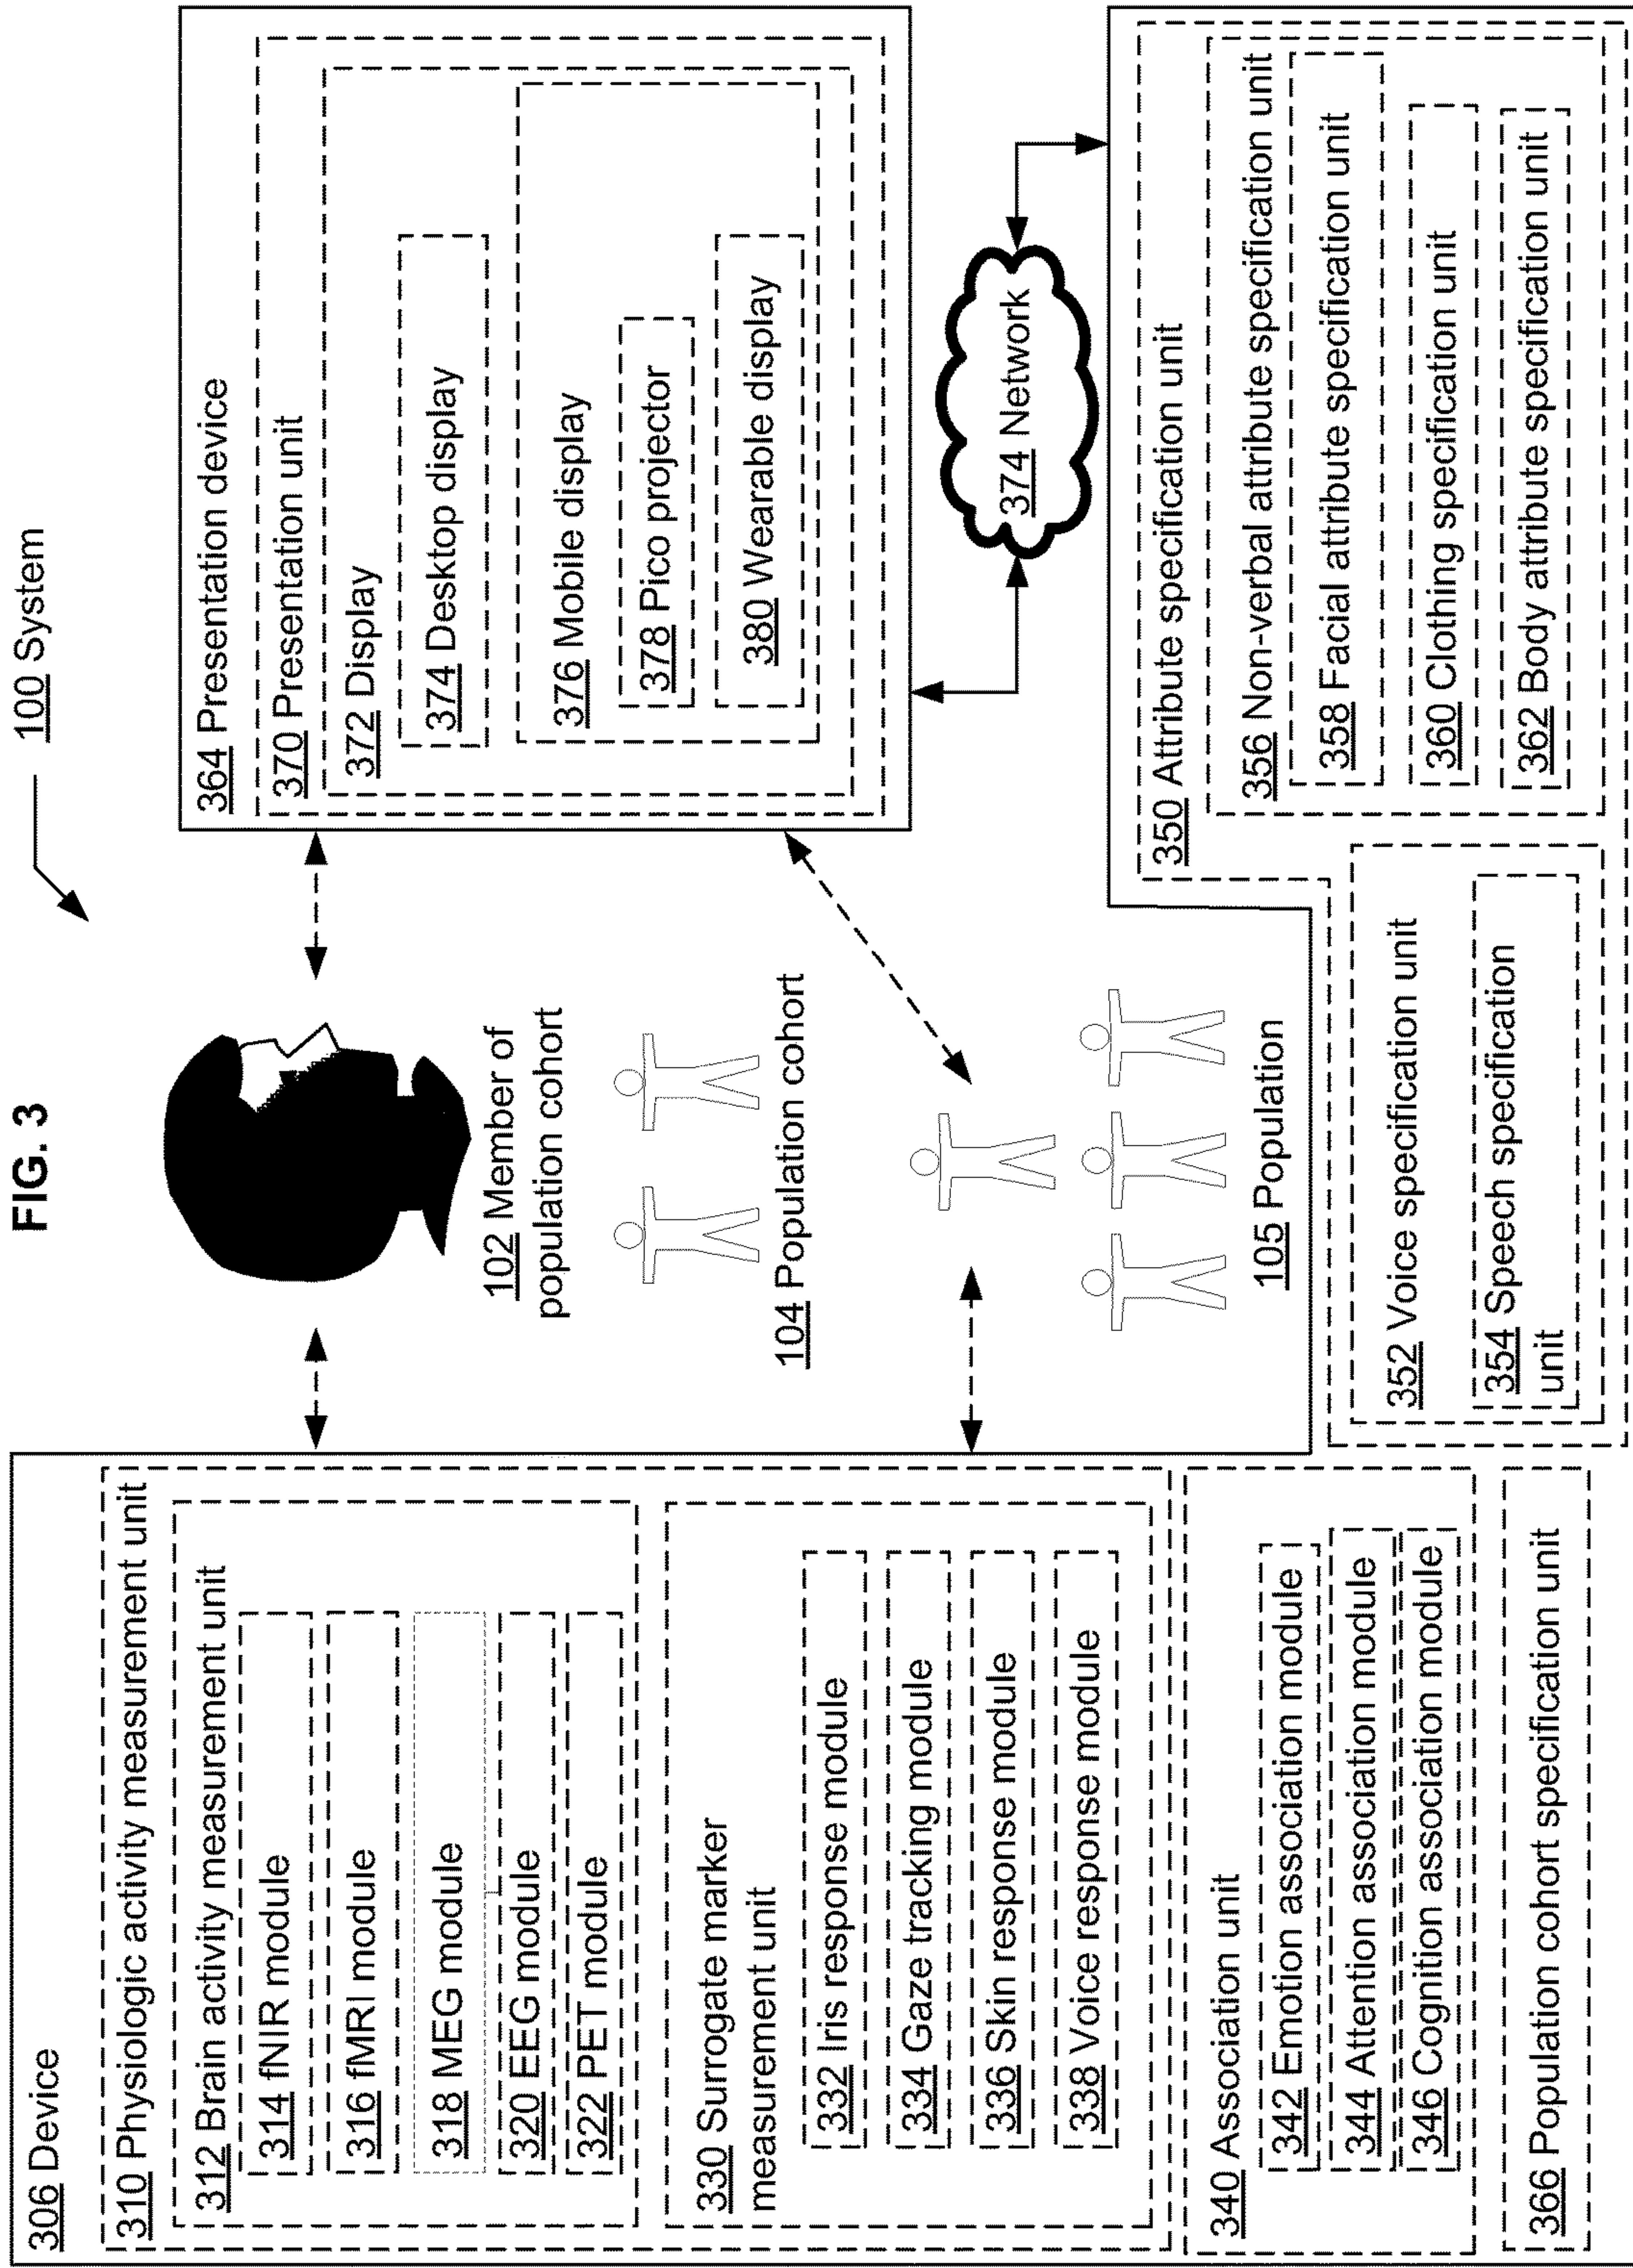 FIG. 3
100 System
306 Device
310 Physiologic activity measurement unit
312 Brain activity measurement unit
314 fNIR module
316 fMRI module
318 MEG module
320 EEG module
322 PET module
330 Surrogate marker
measurement unit
332 Iris response module
334 Gaze tracking module
336 Skin response module
338 Voice response module
340 Association unit
342 Emotion association module
344 Attention association module
346 Cognition association module
366 Population cohort specification unit
102 Member of
population cohort
104 Population cohort
105 Population
352 Voice specification unit
354 Speech specification
unit
364 Presentation device
370 Presentation unit
372 Display
374 Desktop display
376 Mobile display
378 Pico projector
380 Wearable display
374 Network
350 Attribute specification unit
356 Non-verbal attribute specification unit
358 Facial attribute specification unit
360 Clothing specification unit
362 Body attribute specification unit